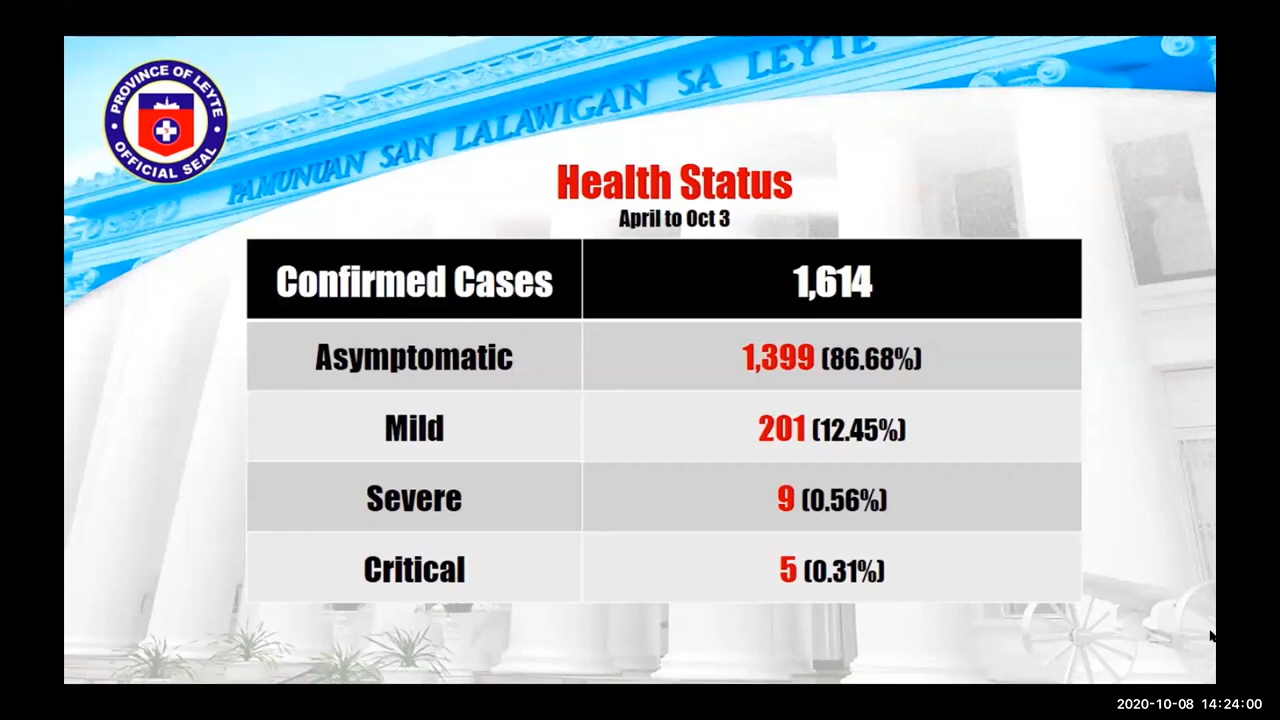 PROVINCE OF LEYTE
OFFICIAL SEAL
PAMUNUAN SAN LALAWIGAN SA LEYTE
Health Status
April to Oct 3
Confirmed Cases 1,614
Asymptomatic 1,399 (86.68%)
Mild 201 (12.45%)
Severe 9 (0.56%)
Critical 5 (0.31%)
2020-10-08 14:24:00